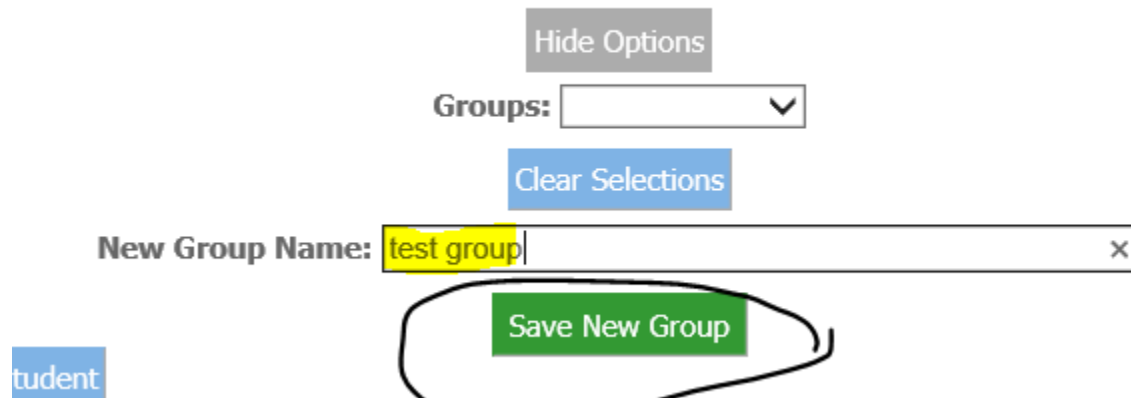 Hide Options
Groups:
Clear Selections
New Group Name: test group ×
Save New Group
tudent